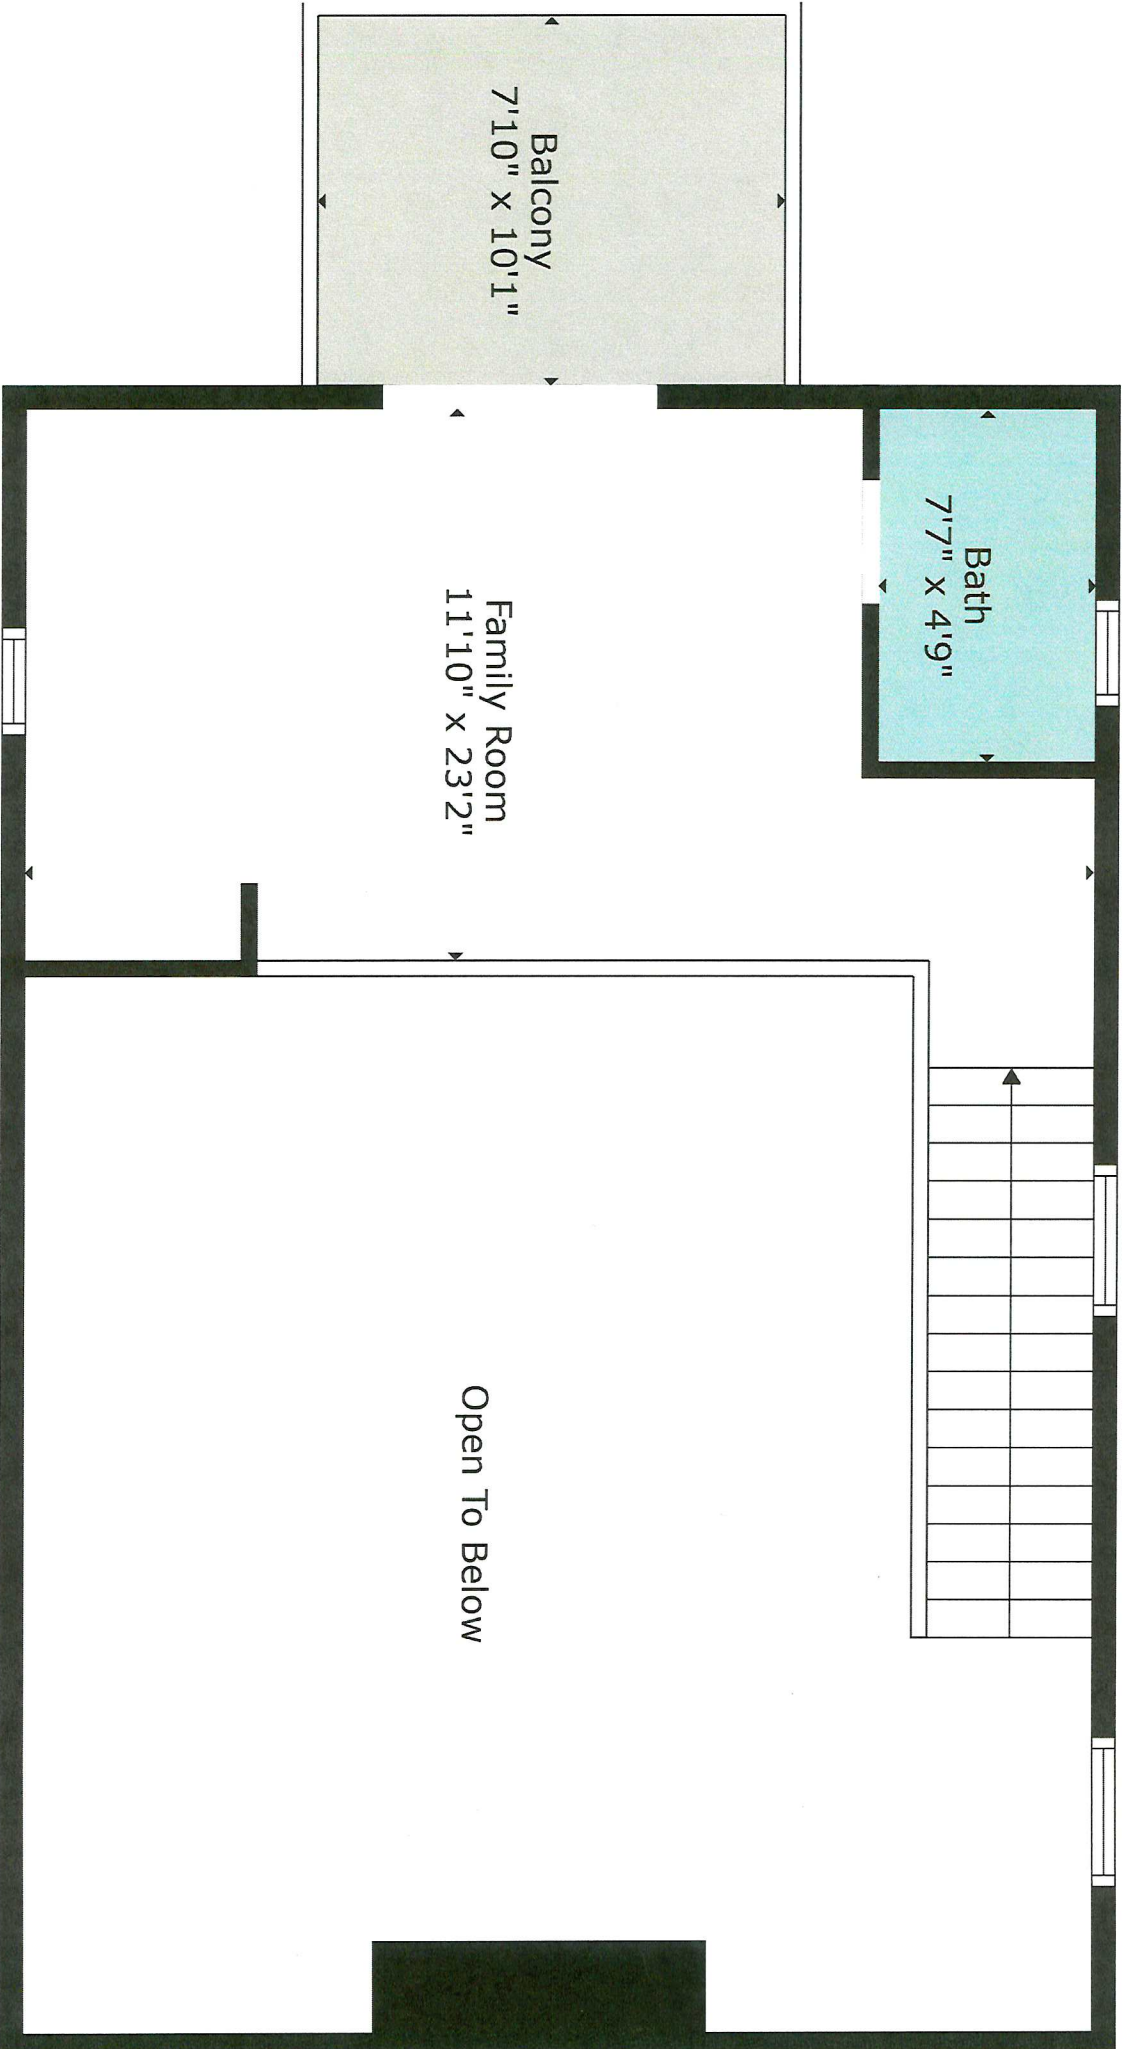 Balcony
7'10" x 10'1"
Bath
7'7" x 4'9"
Family Room
11'10" x 23'2"
Open To Below